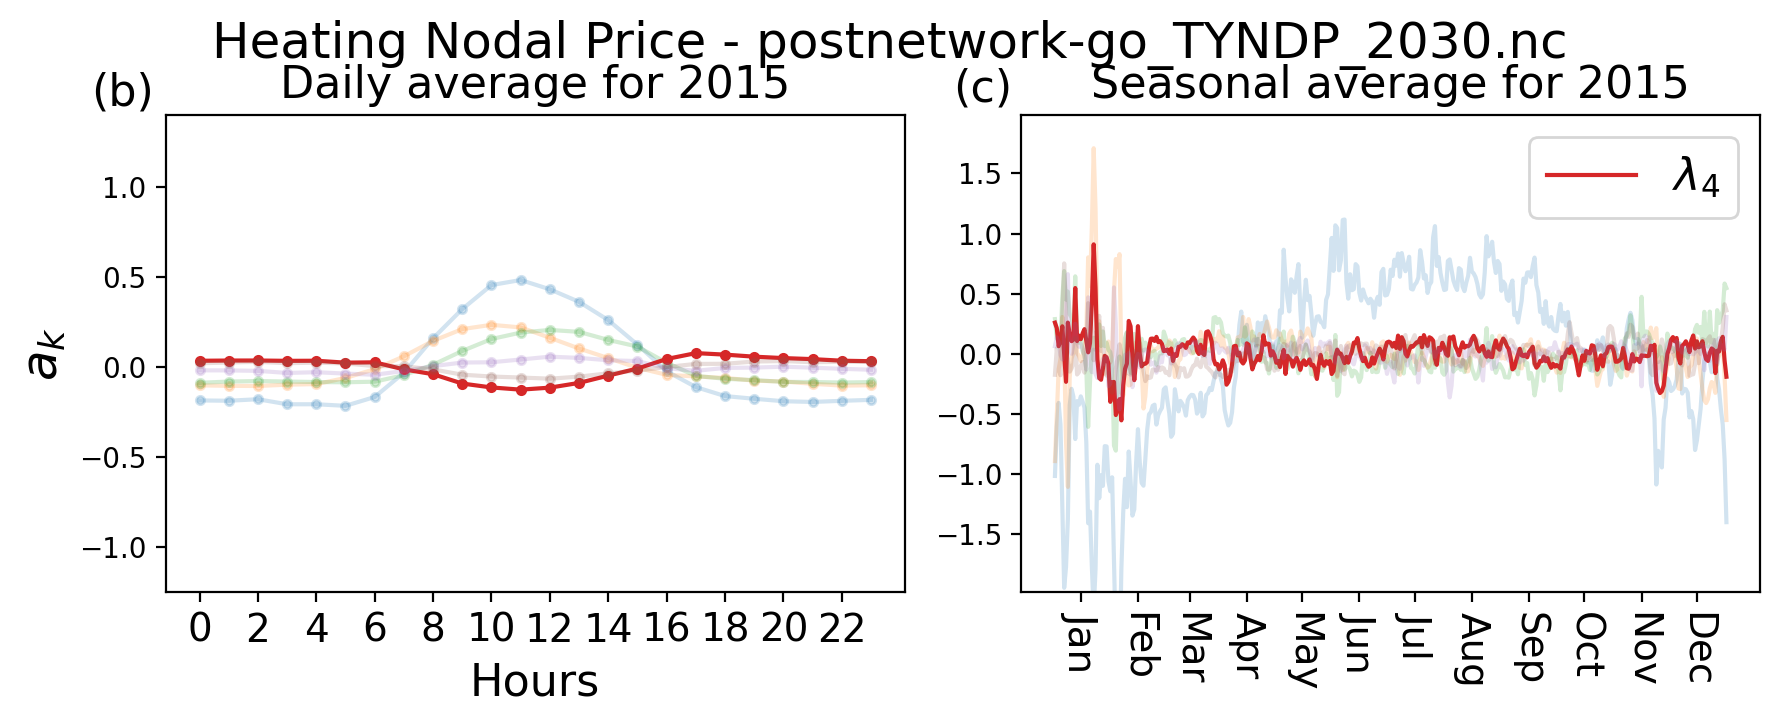 Heating Nodal Price - postnetwork-go_TYNDP_2030.nc
(b) Daily average for 2015
1.0
0.5
0.0
−0.5
−1.0
a_k
0 2 4 6 8 10 12 14 16 18 20 22
Hours
(c) Seasonal average for 2015
λ_4
1.5
1.0
0.5
0.0
−0.5
−1.0
−1.5
Jan Feb Mar Apr May Jun Jul Aug Sep Oct Nov Dec